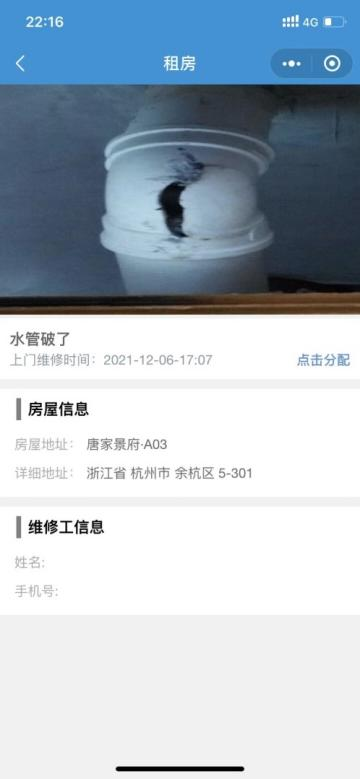 22:16
4G
租房
水管破了
上门维修时间：2021-12-06-17:07
点击分配
房屋信息
房屋地址： 唐家景府·A03
详细地址： 浙江省 杭州市 余杭区 5-301
维修工信息
姓名:
手机号: